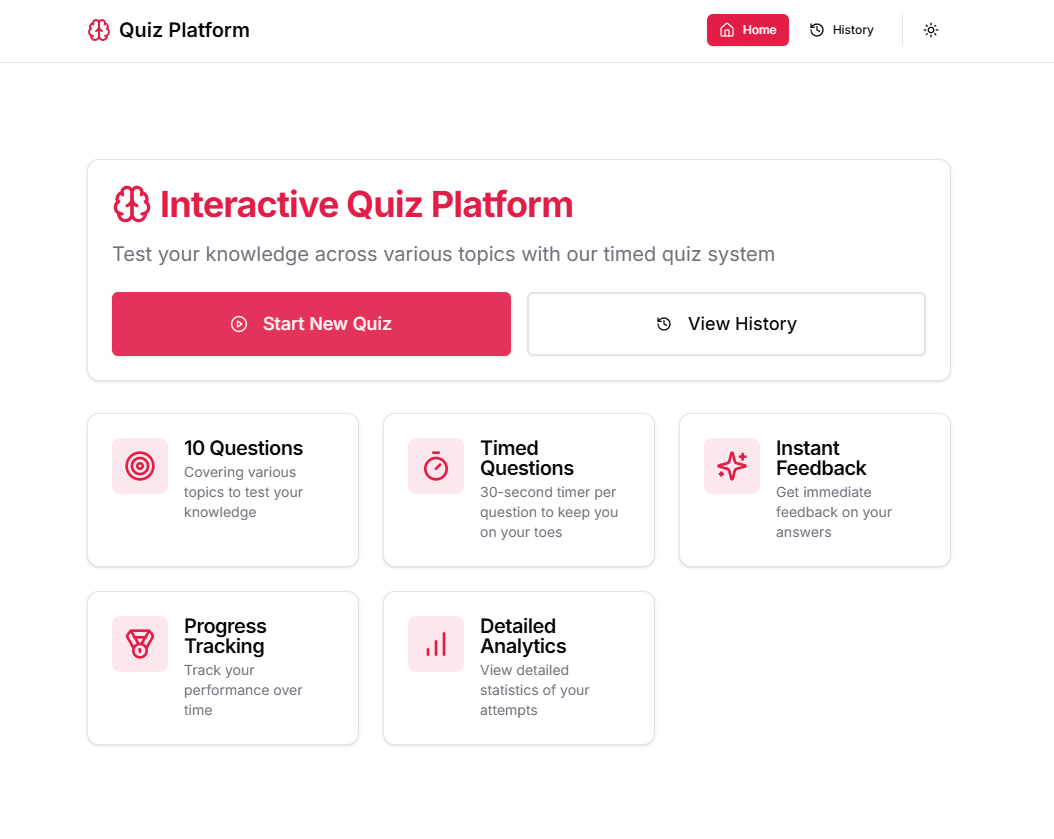 Quiz Platform
Home
History
Interactive Quiz Platform
Test your knowledge across various topics with our timed quiz system
Start New Quiz
View History
10 Questions
Covering various
topics to test your
knowledge
Timed
Questions
30-second timer per
question to keep you
on your toes
Instant
Feedback
Get immediate
feedback on your
answers
Progress
Tracking
Track your
performance over
time
Detailed
Analytics
View detailed
statistics of your
attempts